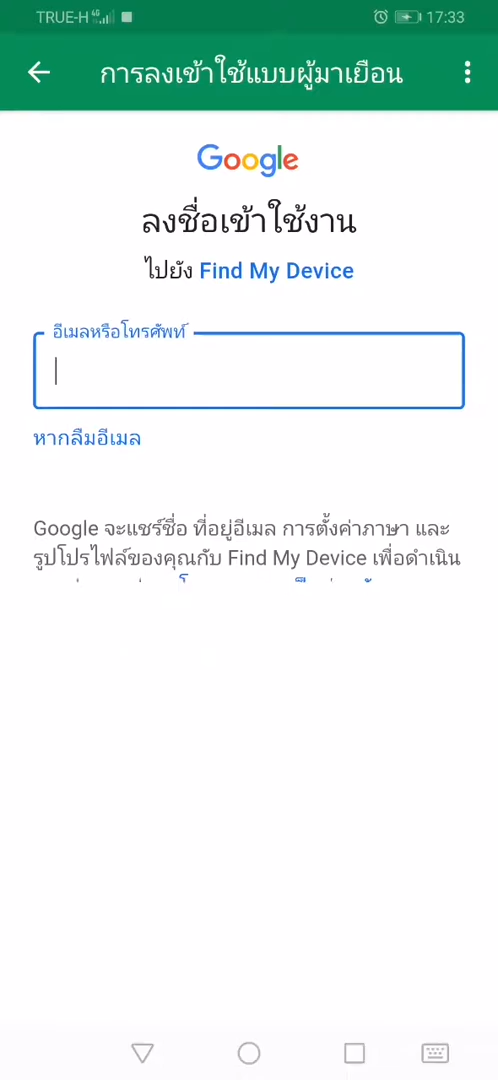 TRUE-H 4G 17:33
การลงเข้าใช้แบบผู้มาเยือน
Google
ลงชื่อเข้าใช้งาน
ไปยัง Find My Device
อีเมลหรือโทรศัพท์
หากลืมอีเมล
Google จะแชร์ชื่อ ที่อยู่อีเมล การตั้งค่าภาษา และ
รูปโปรไฟล์ของคุณกับ Find My Device เพื่อดำเนิน